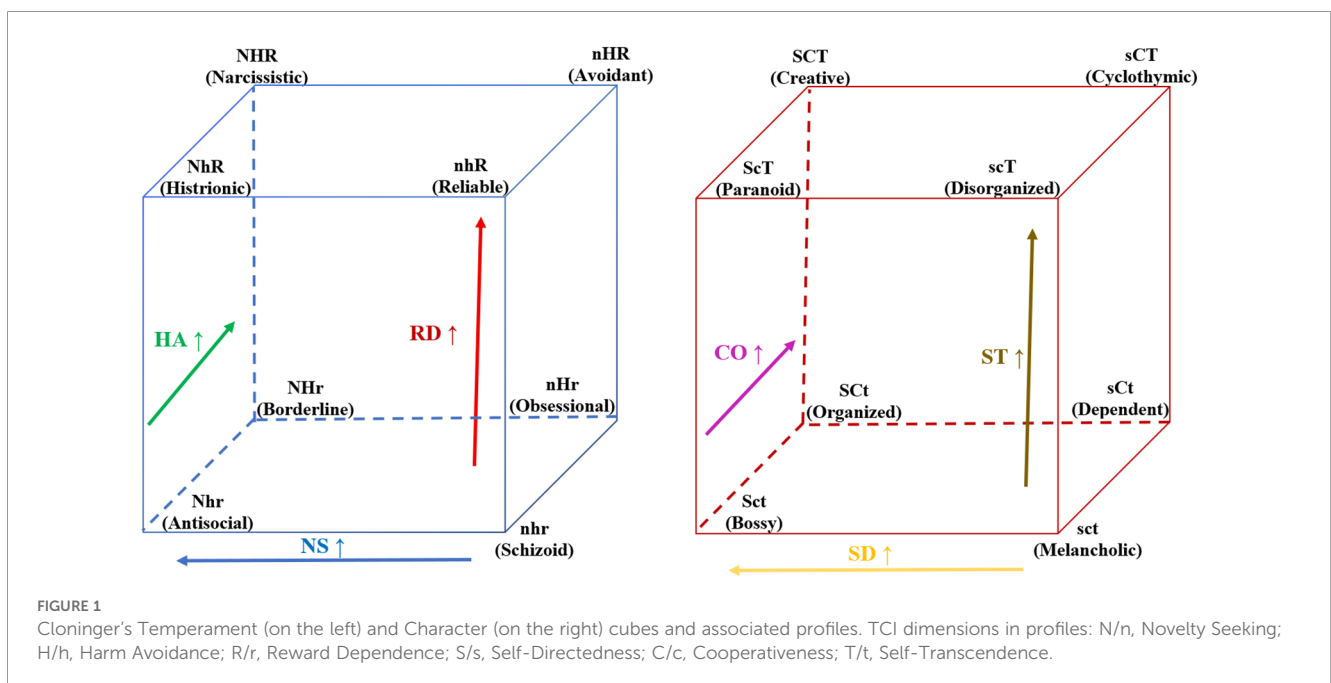 NHR
(Narcissistic)
nHR
(Avoidant)
NhR
(Histrionic)
nhR
(Reliable)
HA ↑
RD ↑
NHr
(Borderline)
nHr
(Obsessional)
Nhr
(Antisocial)
nhr
(Schizoid)
NS ↑
SCT
(Creative)
sCT
(Cyclothymic)
ScT
(Paranoid)
scT
(Disorganized)
CO ↑
ST ↑
SCt
(Organized)
sCt
(Dependent)
Sct
(Bossy)
sct
(Melancholic)
SD ↑
FIGURE 1
Cloninger’s Temperament (on the left) and Character (on the right) cubes and associated profiles. TCI dimensions in profiles: N/n, Novelty Seeking;
H/h, Harm Avoidance; R/r, Reward Dependence; S/s, Self-Directedness; C/c, Cooperativeness; T/t, Self-Transcendence.